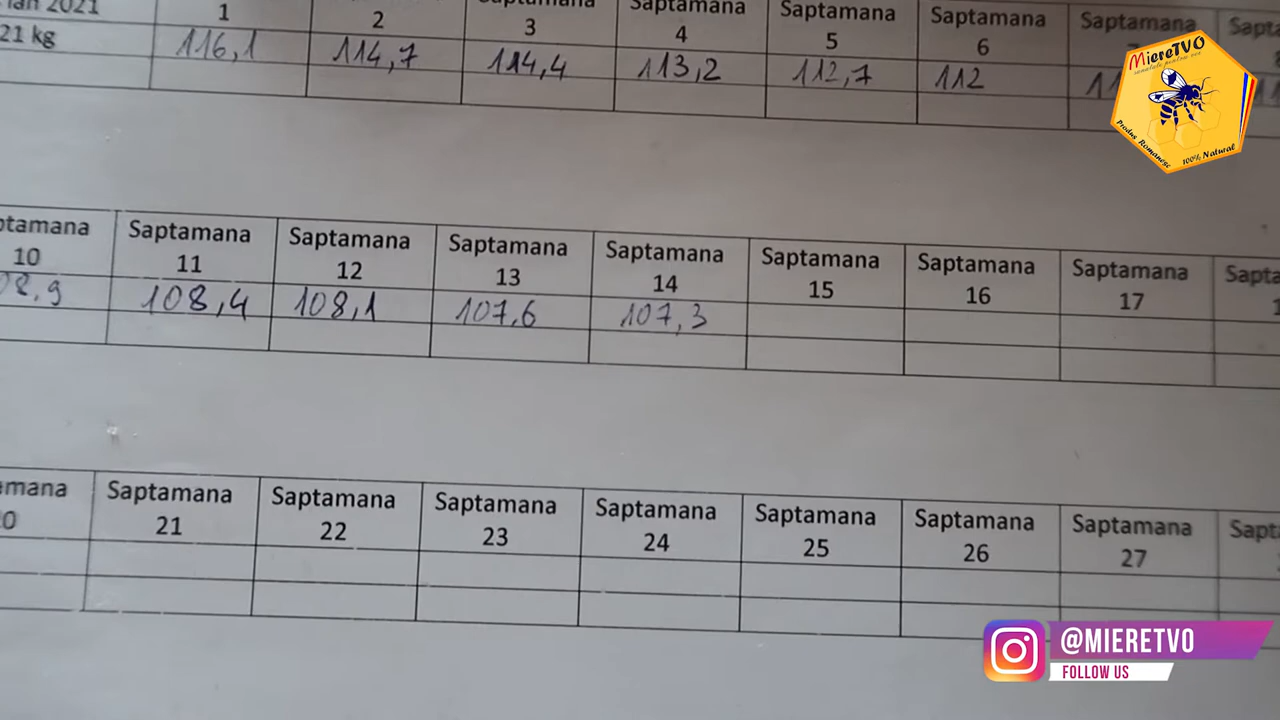 ian 2021 1 2 3 4 5 6
Saptamana Saptamana Saptamana Saptamana
21 kg 116,1 114,7 114,4 113,2 112,7 112
MiereTVO
Produs Romanesc 100% Natural
Saptamana Saptamana Saptamana Saptamana Saptamana Saptamana Saptamana
10 11 12 13 14 15 16 17
108,4 108,1 107,6 107,3
Saptamana Saptamana Saptamana Saptamana Saptamana Saptamana Saptamana
21 22 23 24 25 26 27
@MIERETVO
FOLLOW US